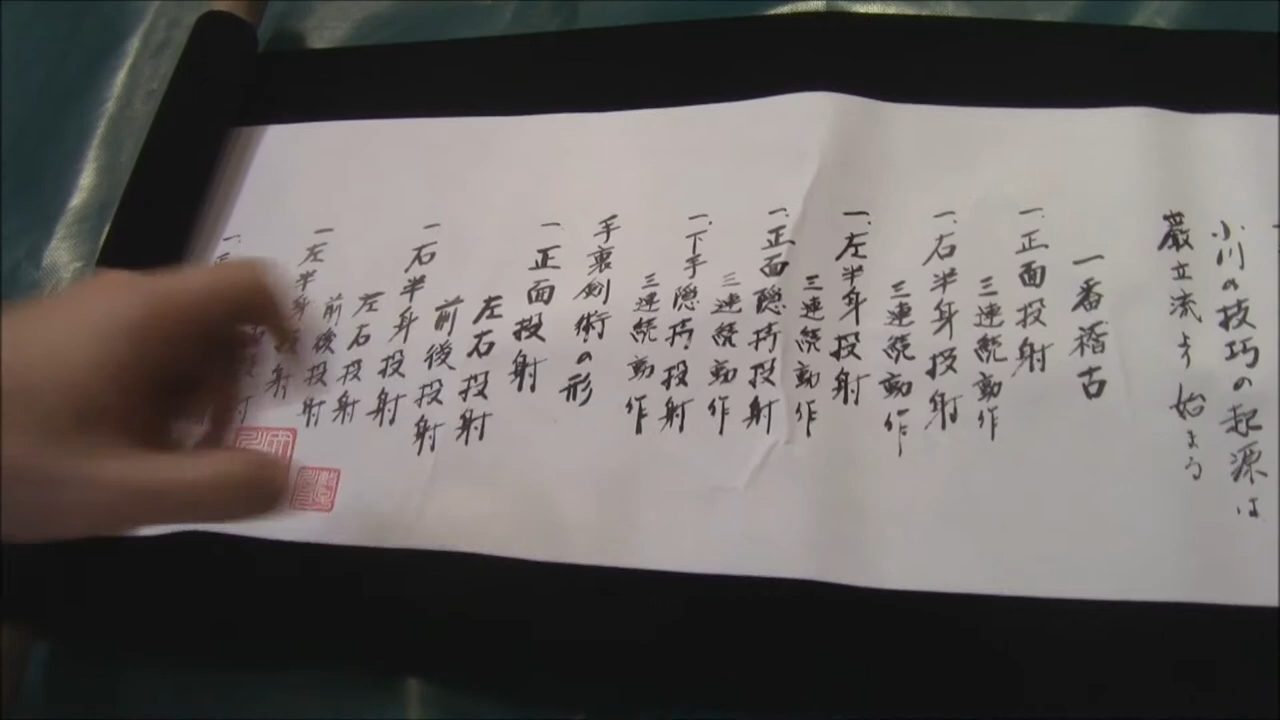 小川の技巧の起源は
巌立流より始まる
一番稽古
一、正面投射
三連続動作
一、右半身投射
三連続動作
一、左半身投射
三連続動作
一、正面隠技投射
三連続動作
一、下手隠技投射
三連続動作
手裏剣術の形
一、正面投射
左右投射
前後投射
一、右半身投射
左右投射
前後投射
一、左半身
射